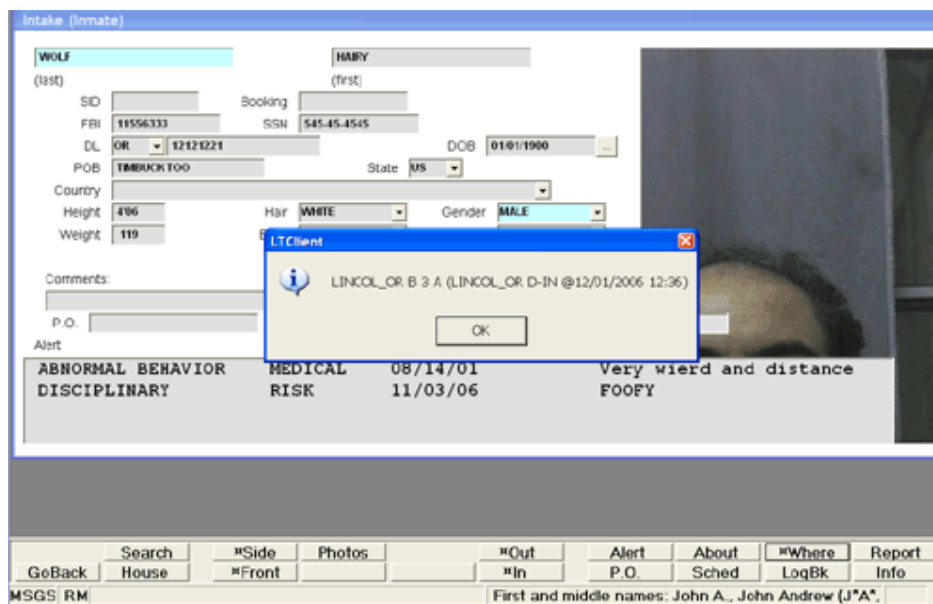 Intake (Inmate)
WOLF HAIRY
(last) (first)
SID Booking
FBI 11556333 SSN 545-45-4545
DL OR 12121221 DOB 01/01/1900 ...
POB TIMBUCKTOO State US
Country
Height 4'06 Hair WHITE Gender MALE
Weight 119
LTClient
LINCOL_OR B 3 A (LINCOL_OR D-IN @12/01/2006 12:36)
OK
Comments:
P.O.
Alert
ABNORMAL BEHAVIOR MEDICAL 08/14/01 Very wierd and distance
DISCIPLINARY RISK 11/03/06 FOOFY
Search *Side Photos *Out Alert About *Where Report
GoBack House *Front *In P.O. Sched LogBk Info
MSGS RM First and middle names: John A., John Andrew (J*A*,